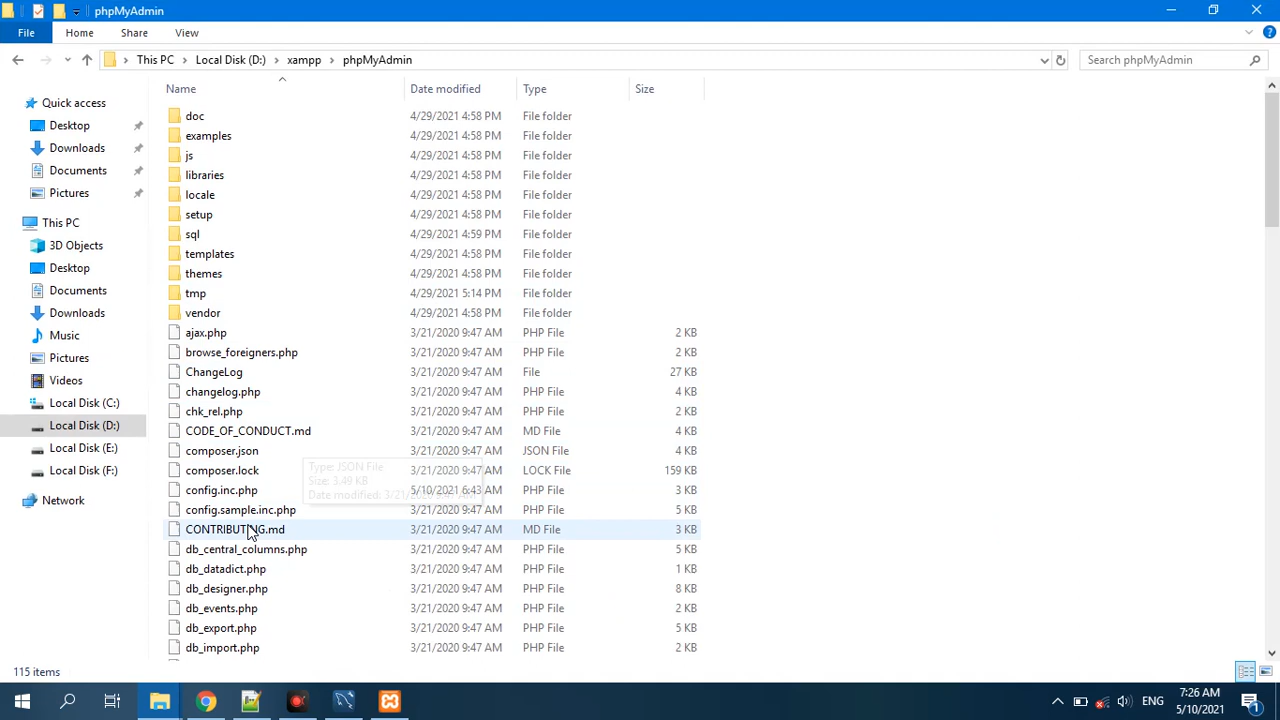 phpMyAdmin
File Home Share View
This PC > Local Disk (D:) > xampp > phpMyAdmin
Search phpMyAdmin
Name Date modified Type Size
Quick access
Desktop
Downloads
Documents
Pictures
This PC
3D Objects
Desktop
Documents
Downloads
Music
Pictures
Videos
Local Disk (C:)
Local Disk (D:)
Local Disk (E:)
Local Disk (F:)
Network
doc 4/29/2021 4:58 PM File folder
examples 4/29/2021 4:58 PM File folder
js 4/29/2021 4:58 PM File folder
libraries 4/29/2021 4:58 PM File folder
locale 4/29/2021 4:58 PM File folder
setup 4/29/2021 4:58 PM File folder
sql 4/29/2021 4:59 PM File folder
templates 4/29/2021 4:58 PM File folder
themes 4/29/2021 4:58 PM File folder
tmp 4/29/2021 5:14 PM File folder
vendor 4/29/2021 4:58 PM File folder
ajax.php 3/21/2020 9:47 AM PHP File 2 KB
browse_foreigners.php 3/21/2020 9:47 AM PHP File 2 KB
ChangeLog 3/21/2020 9:47 AM File 27 KB
changelog.php 3/21/2020 9:47 AM PHP File 4 KB
chk_rel.php 3/21/2020 9:47 AM PHP File 2 KB
CODE_OF_CONDUCT.md 3/21/2020 9:47 AM MD File 4 KB
composer.json 3/21/2020 9:47 AM JSON File 4 KB
composer.lock 3/21/2020 9:47 AM LOCK File 159 KB
config.inc.php 5/10/2021 6:43 AM PHP File 3 KB
config.sample.inc.php 3/21/2020 9:47 AM PHP File 5 KB
CONTRIBUTING.md 3/21/2020 9:47 AM MD File 3 KB
db_central_columns.php 3/21/2020 9:47 AM PHP File 5 KB
db_datadict.php 3/21/2020 9:47 AM PHP File 1 KB
db_designer.php 3/21/2020 9:47 AM PHP File 8 KB
db_events.php 3/21/2020 9:47 AM PHP File 1 KB
db_export.php 3/21/2020 9:47 AM PHP File 5 KB
db_import.php 3/21/2020 9:47 AM PHP File 2 KB
Type: JSON File
Size: 3.49 KB
Date modified: 3/21/2020 9:47 AM
115 items
ENG
7:26 AM
5/10/2021